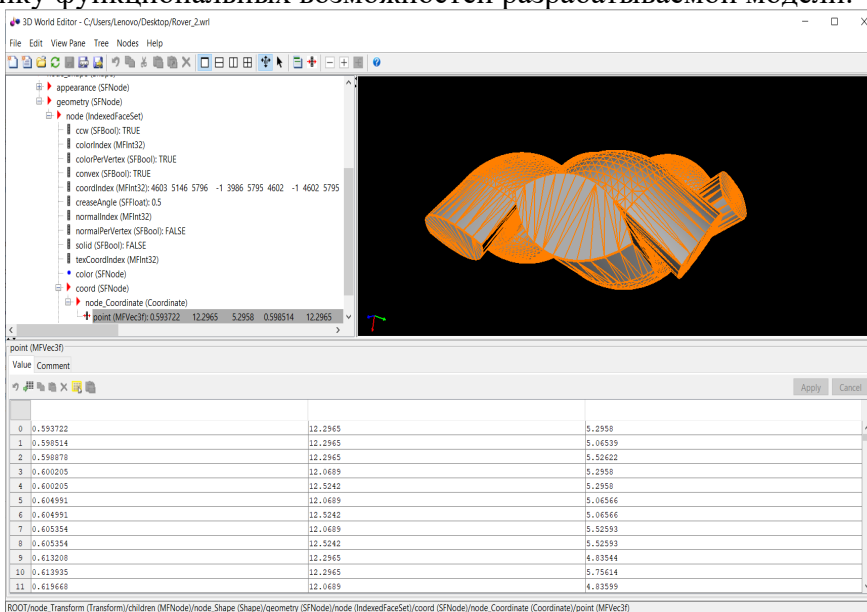 нку функциональных возможностей разрабатываемой модели.
3D World Editor - C:/Users/Lenovo/Desktop/Rover_2.wrl
File Edit View Pane Tree Nodes Help
appearance (SFNode)
geometry (SFNode)
node (IndexedFaceSet)
ccw (SFBool): TRUE
colorIndex (MFInt32)
colorPerVertex (SFBool): TRUE
convex (SFBool): TRUE
coordIndex (MFInt32): 4603 5146 5796 -1 3986 5795 4602 -1 4602 5795
creaseAngle (SFFloat): 0.5
normalIndex (MFInt32)
normalPerVertex (SFBool): FALSE
solid (SFBool): FALSE
texCoordIndex (MFInt32)
color (SFNode)
coord (SFNode)
node_Coordinate (Coordinate)
point (MFVec3f): 0.593722 12.2965 5.2958 0.598514 12.2965
point (MFVec3f)
Value Comment
Apply Cancel
0 0.593722 12.2965 5.2958
1 0.598514 12.2965 5.06539
2 0.598878 12.2965 5.52622
3 0.600205 12.0689 5.2958
4 0.600205 12.5242 5.2958
5 0.604991 12.0689 5.06566
6 0.604991 12.5242 5.06566
7 0.605354 12.0689 5.52593
8 0.605354 12.5242 5.52593
9 0.613208 12.2965 4.83544
10 0.613935 12.2965 5.75614
11 0.619668 12.0689 4.83599
ROOT/node_Transform (Transform)/children (MFNode)/node_Shape (Shape)/geometry (SFNode)/node (IndexedFaceSet)/coord (SFNode)/node_Coordinate (Coordinate)/point (MFVec3f)